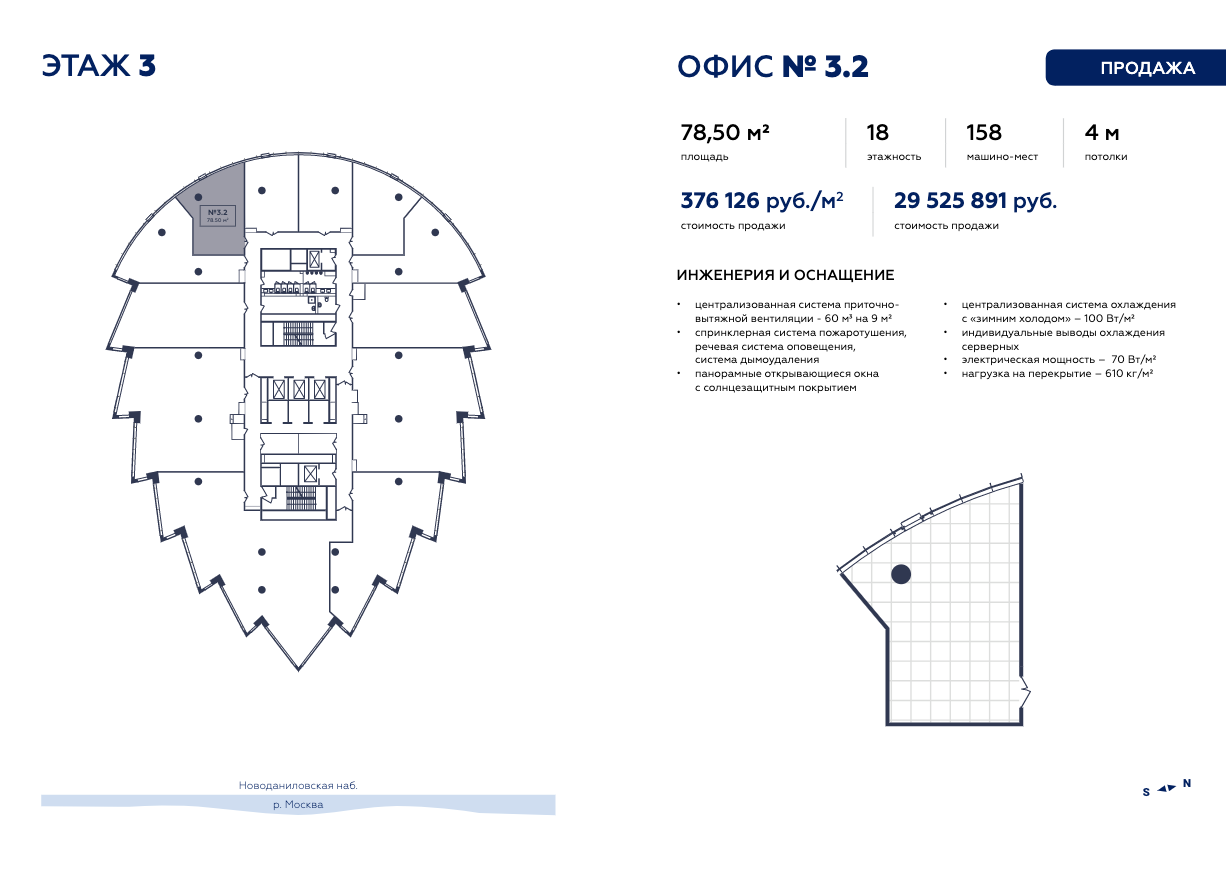 ЭТАЖ 3
№3.2
78.50 м²
Новоданиловская наб.
р. Москва
ОФИС № 3.2
ПРОДАЖА
78,50 м²
площадь
18
этажность
158
машино-мест
4 м
потолки
376 126 руб./м²
стоимость продажи
29 525 891 руб.
стоимость продажи
ИНЖЕНЕРИЯ И ОСНАЩЕНИЕ
• централизованная система приточно-
вытяжной вентиляции - 60 м³ на 9 м²
• спринклерная система пожаротушения,
речевая система оповещения,
система дымоудаления
• панорамные открывающиеся окна
с солнцезащитным покрытием
• централизованная система охлаждения
с «зимним холодом» – 100 Вт/м²
• индивидуальные выводы охлаждения
серверных
• электрическая мощность – 70 Вт/м²
• нагрузка на перекрытие – 610 кг/м²
S N